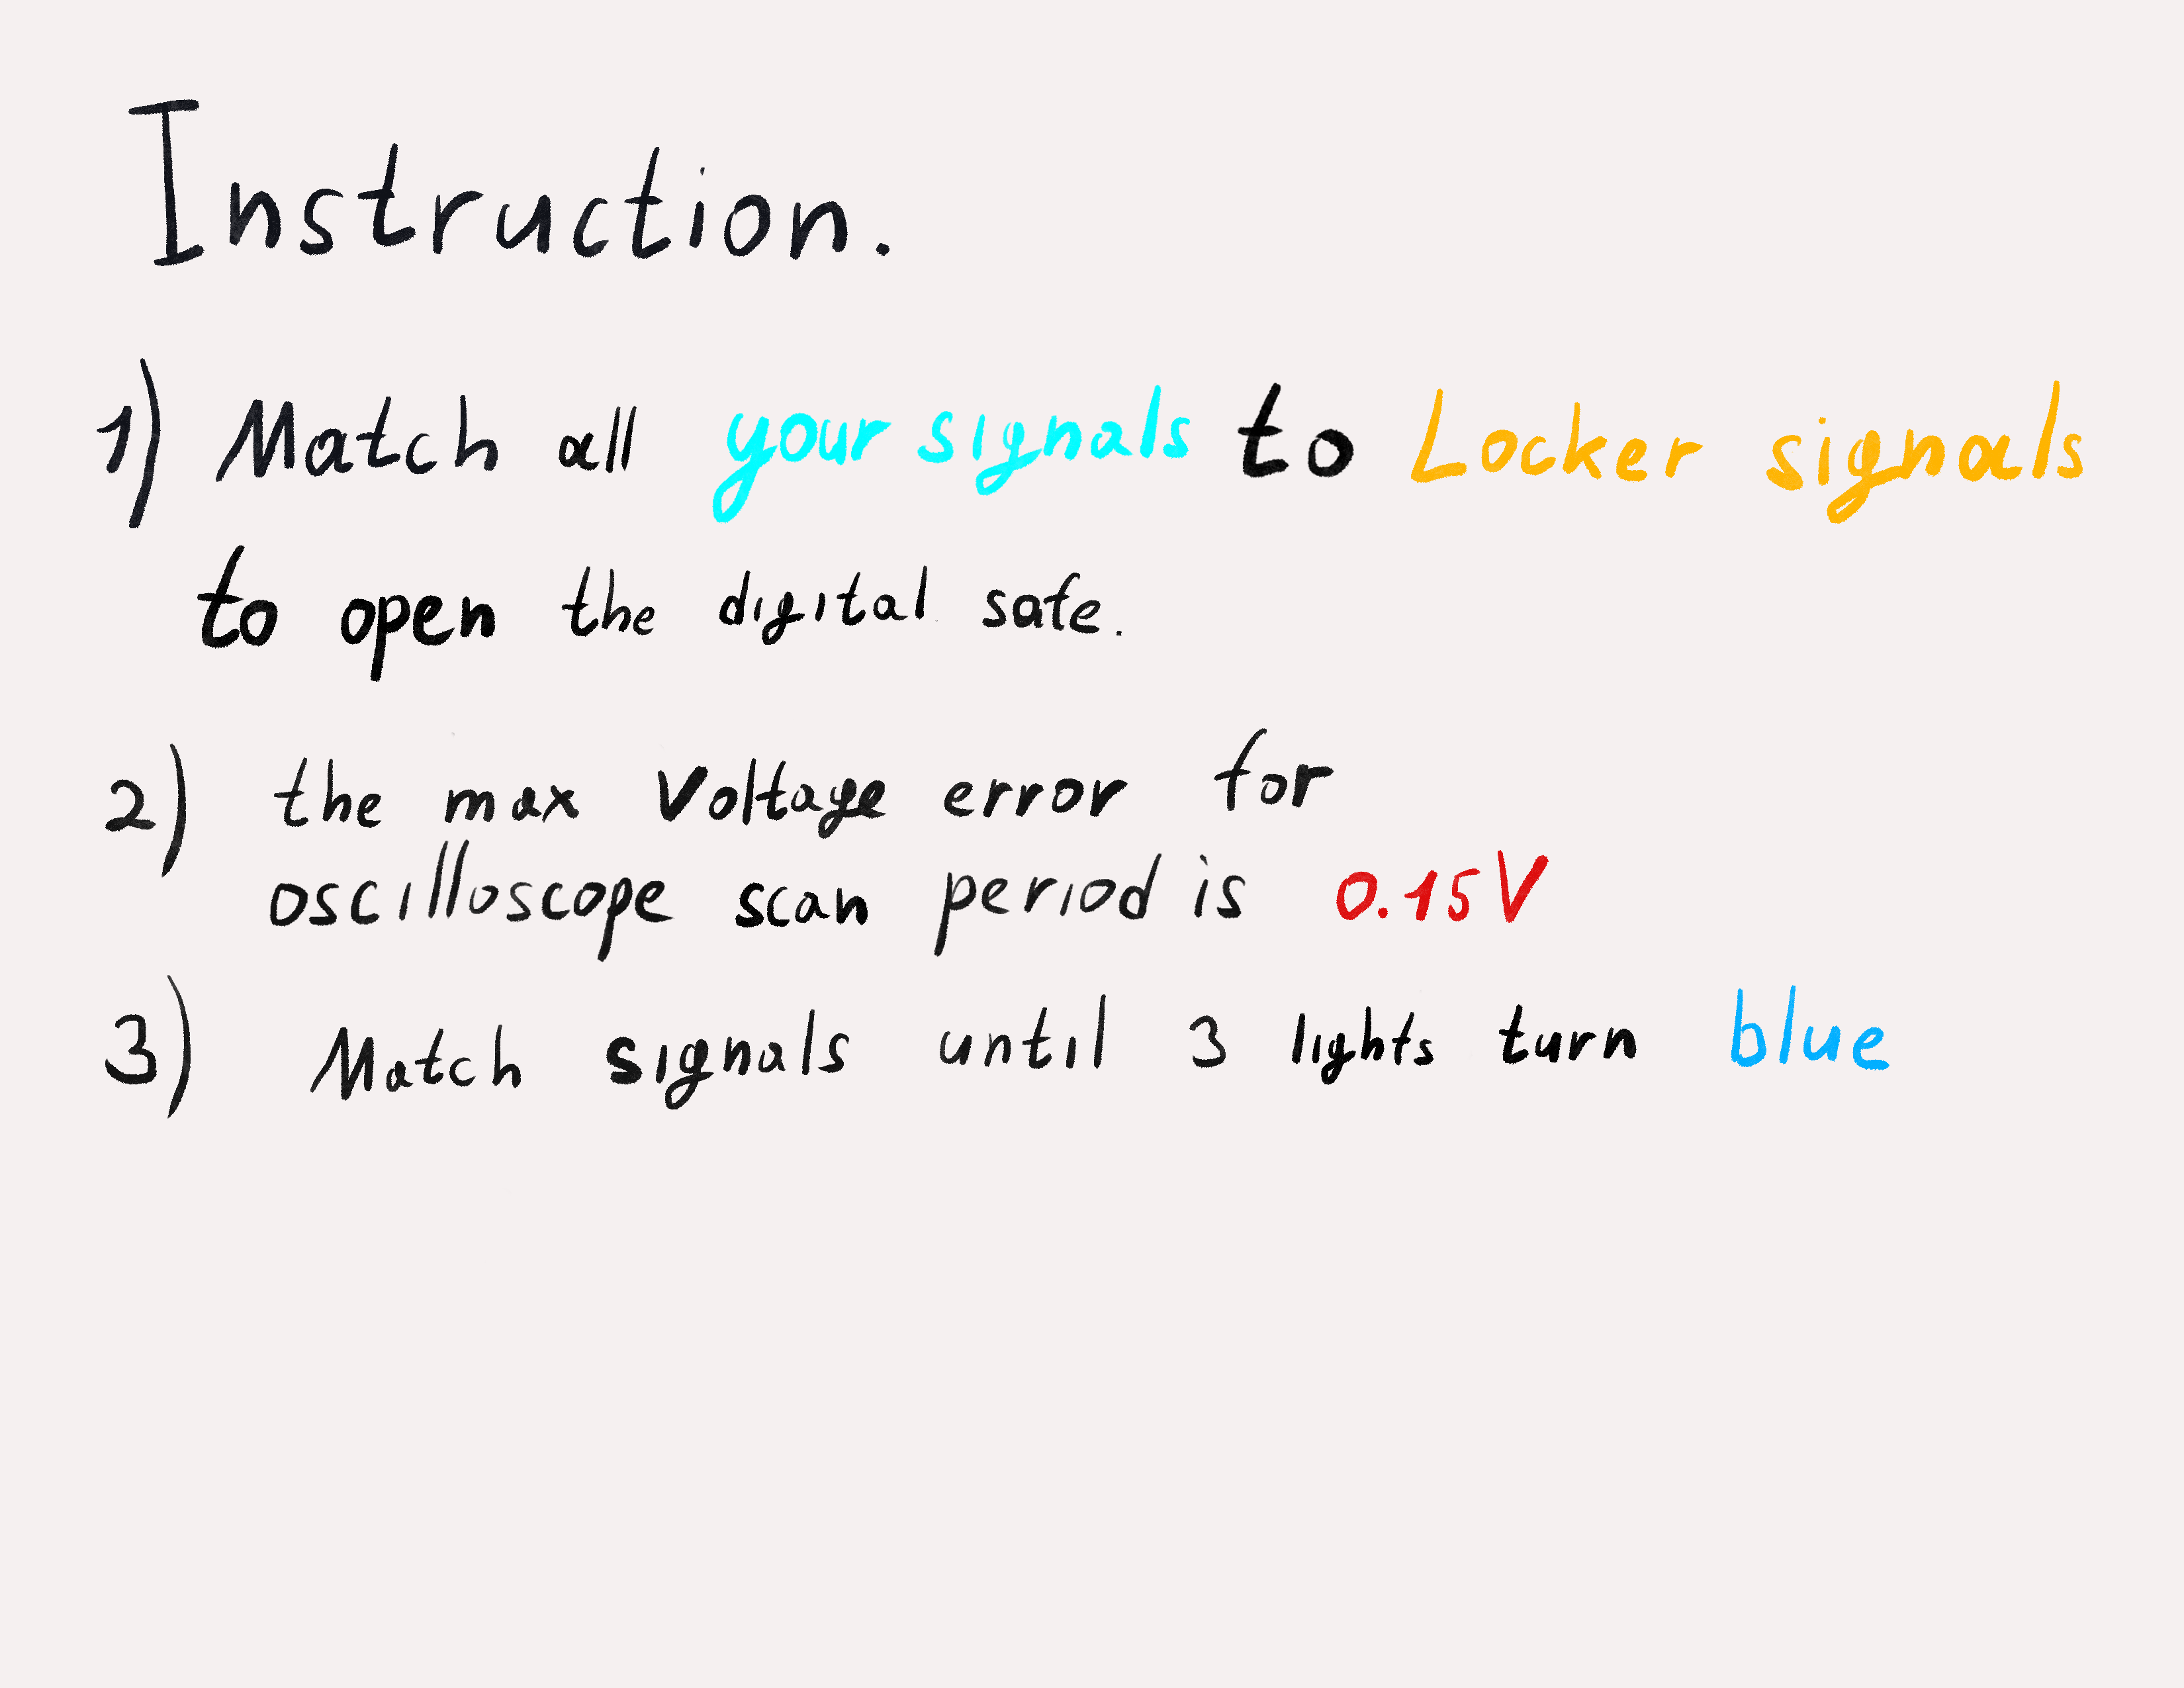 Instruction.
1) Match all your signals to Locker signals
to open the digital safe.
2) the max Voltage error for
oscilloscope scan period is 0.15V
3) Match signals until 3 lights turn blue